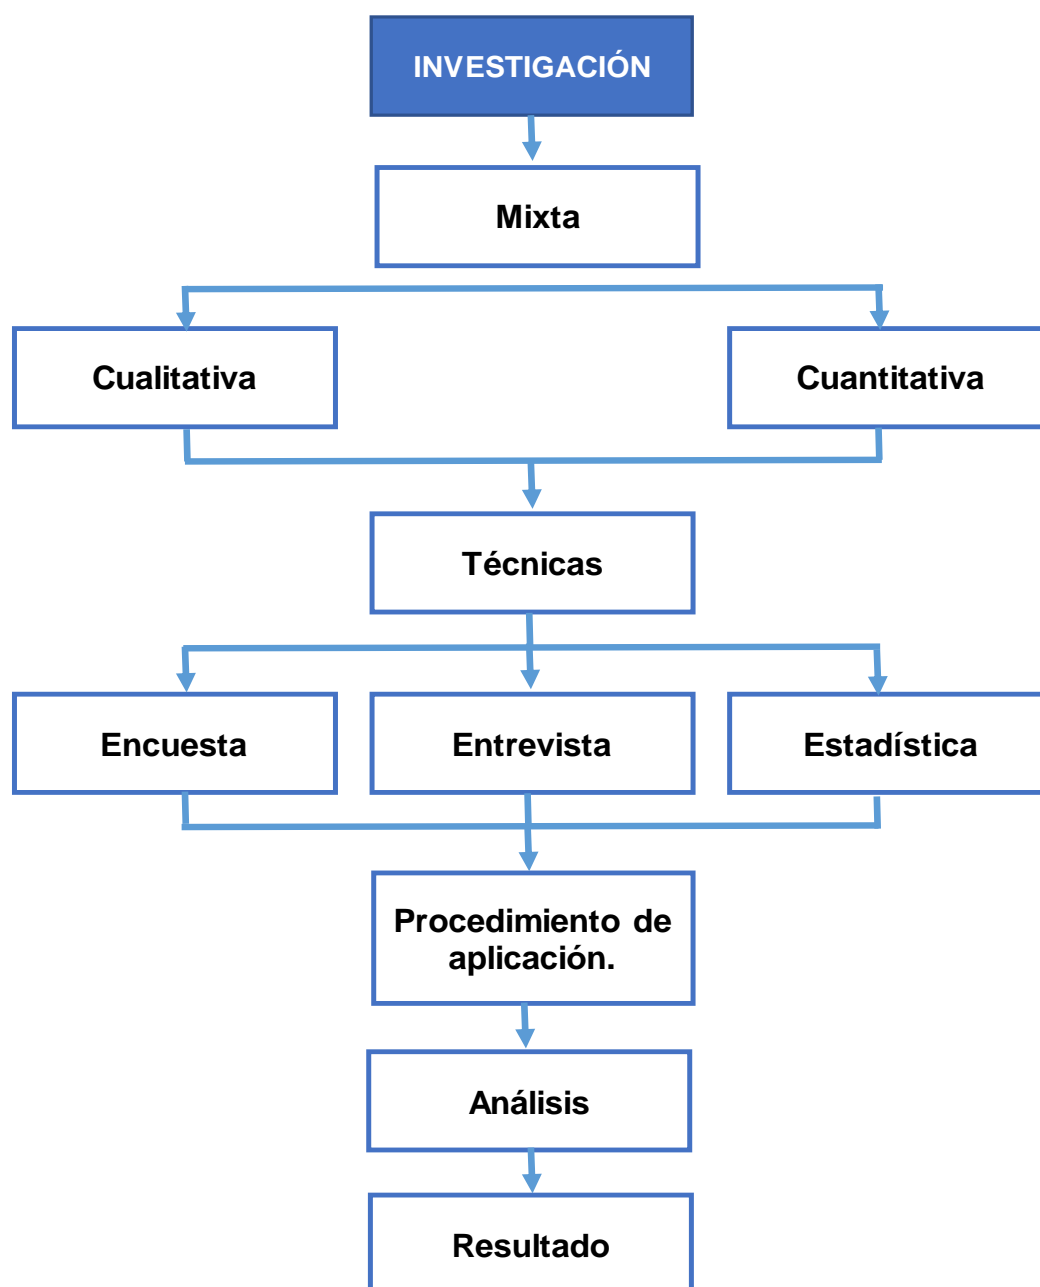 INVESTIGACIÓN
Mixta
Cualitativa
Cuantitativa
Técnicas
Encuesta
Entrevista
Estadística
Procedimiento de
aplicación.
Análisis
Resultado